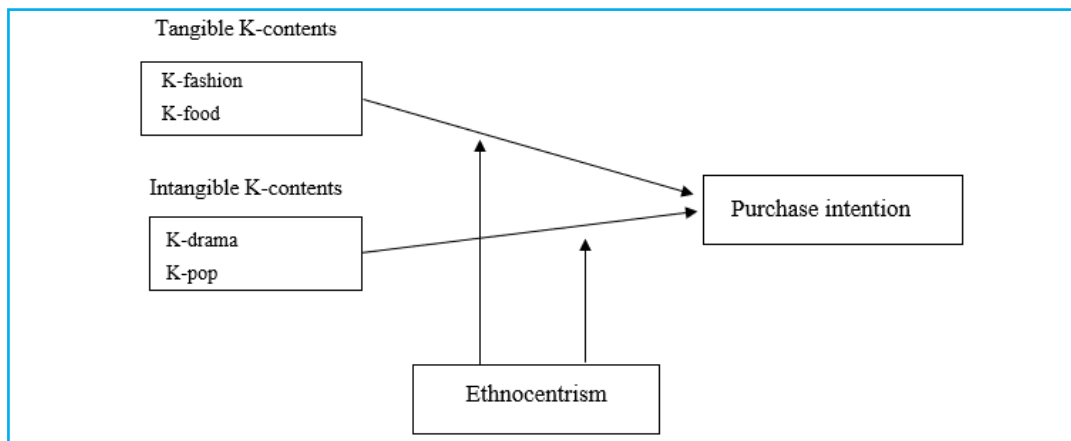 Tangible K-contents
K-fashion
K-food
Intangible K-contents
K-drama
K-pop
Purchase intention
Ethnocentrism